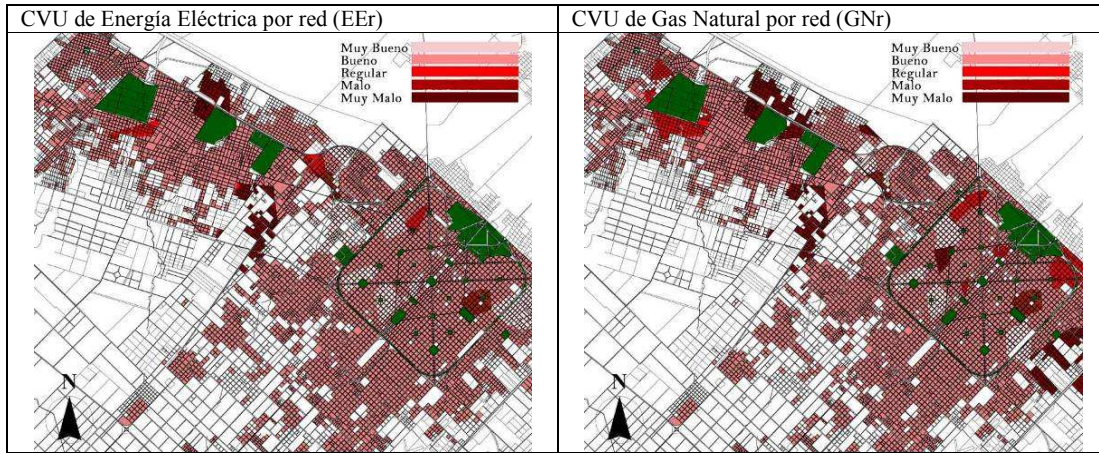 CVU de Energía Eléctrica por red (EEr)
CVU de Gas Natural por red (GNr)
Muy Bueno
Bueno
Regular
Malo
Muy Malo
N
Muy Bueno
Bueno
Regular
Malo
Muy Malo
N